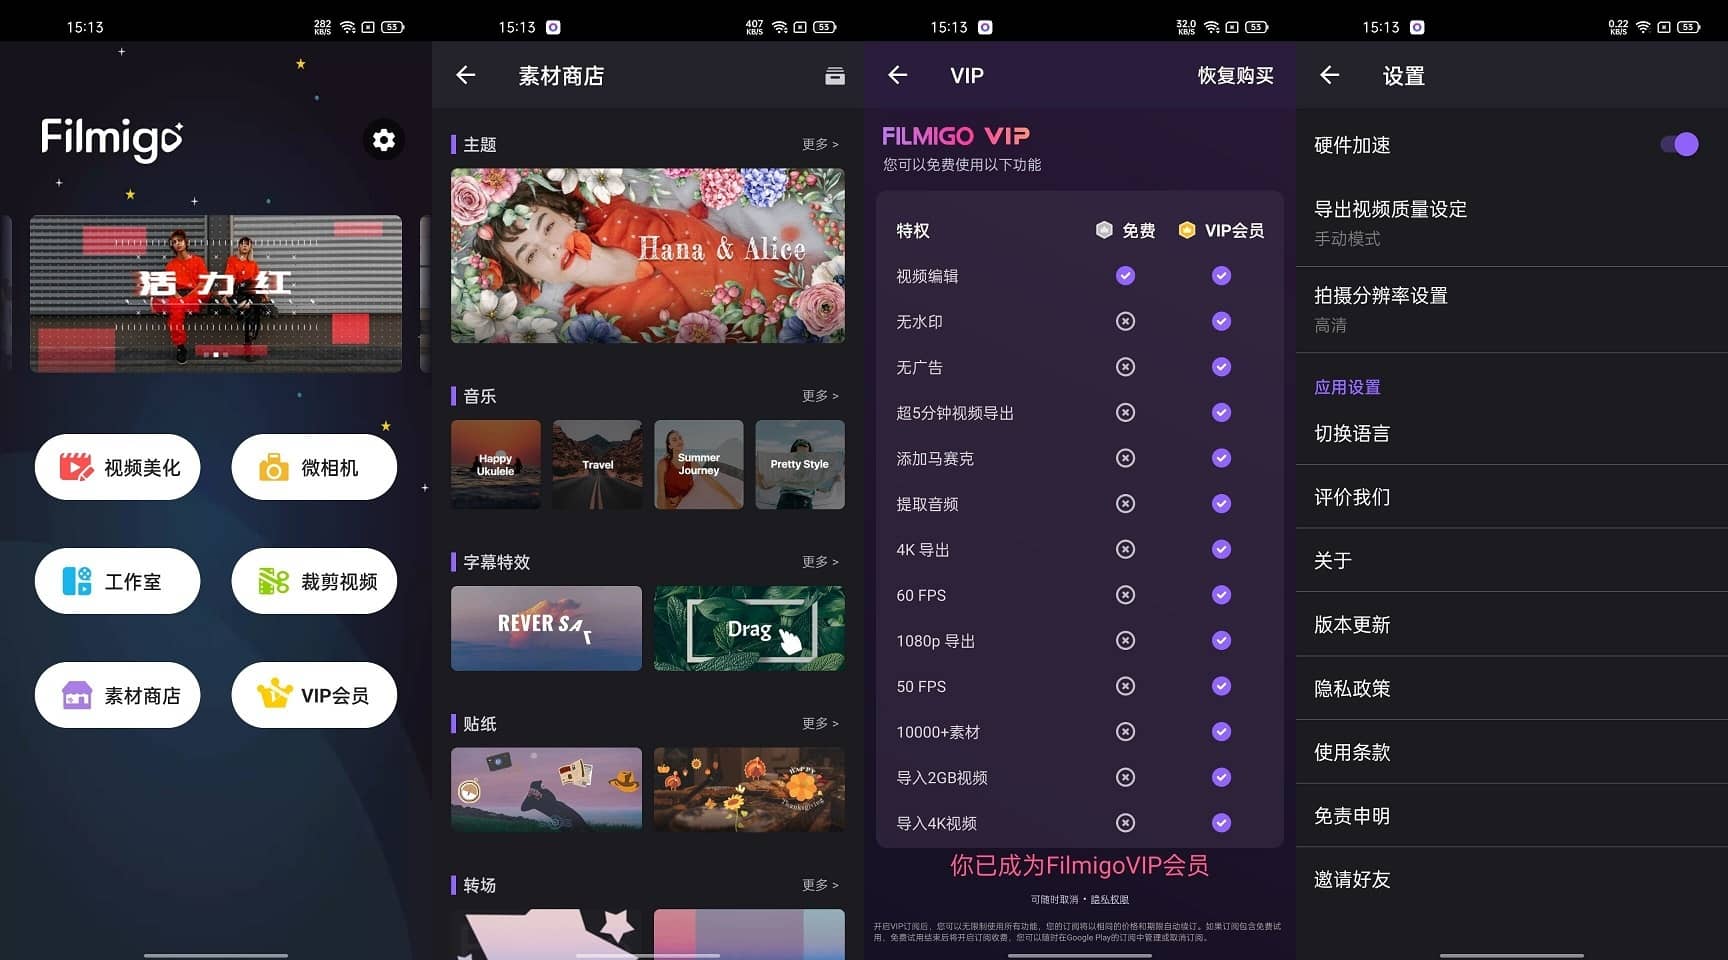 15:13
282
KB/S
53
Filmigo
活力红
视频美化
微相机
工作室
裁剪视频
素材商店
VIP会员
15:13
407
KB/S
53
素材商店
主题
更多 >
Hana & Alice
音乐
更多 >
Happy
Ukulele
Travel
Summer
Journey
Pretty Style
字幕特效
更多 >
REVER SAT
Drag
贴纸
更多 >
HAPPY
Thanksgiving
转场
更多 >
15:13
32.0
KB/S
53
VIP
恢复购买
FILMIGO VIP
您可以免费使用以下功能
特权 免费 VIP会员
视频编辑
无水印
无广告
超5分钟视频导出
添加马赛克
提取音频
4K 导出
60 FPS
1080p 导出
50 FPS
10000+素材
导入2GB视频
导入4K视频
你已成为FilmigoVIP会员
可随时取消 • 隐私权限
开启VIP订阅后，您可以无限制使用所有功能，您的订阅将以相同的价格和期限自动续订。如果订阅包含免费试
用，免费试用结束后将开启订阅收费，您可以随时在Google Play的订阅中管理或取消订阅。
15:13
0.22
KB/S
53
设置
硬件加速
导出视频质量设定
手动模式
拍摄分辨率设置
高清
应用设置
切换语言
评价我们
关于
版本更新
隐私政策
使用条款
免责申明
邀请好友